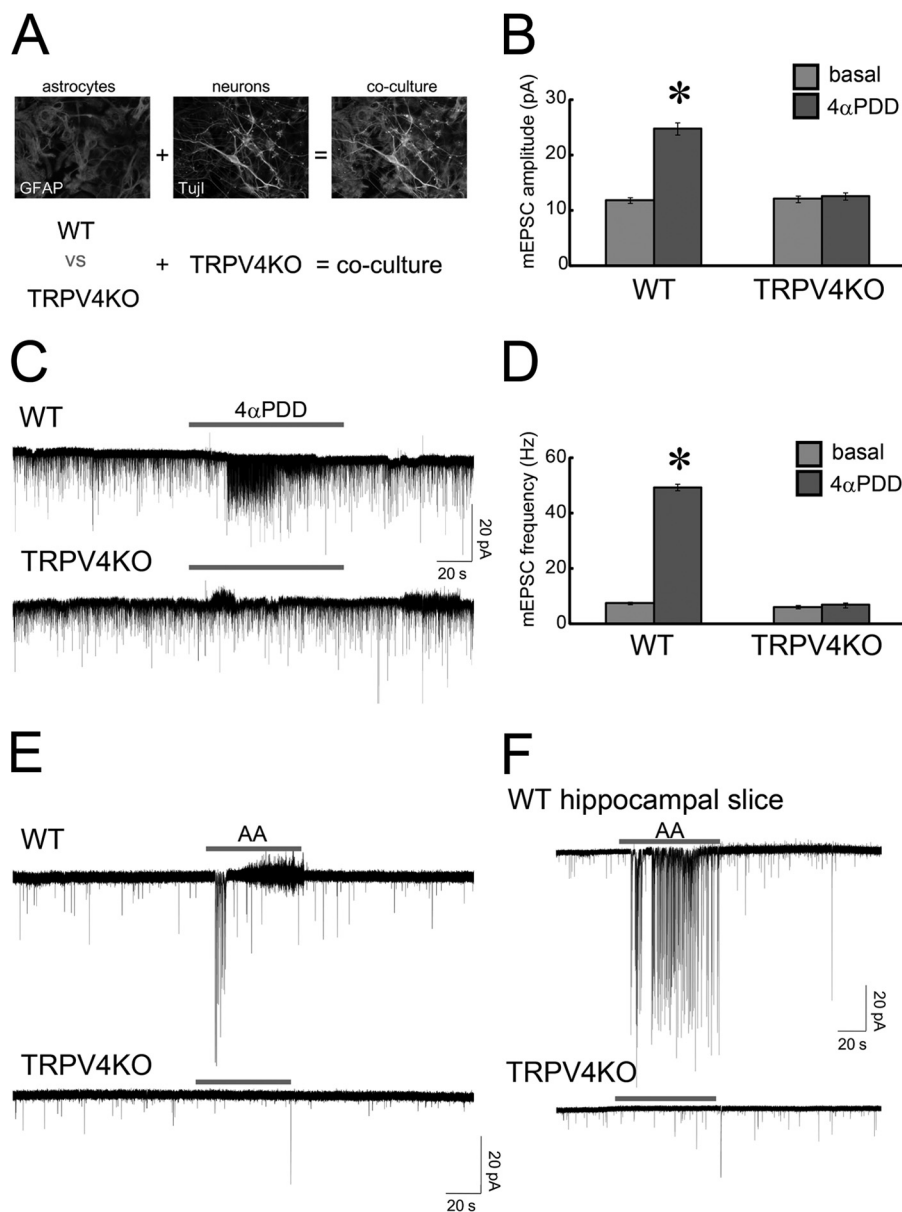 A
astrocytes
neurons
co-culture
GFAP
+
TujI
=
WT
vs
TRPV4KO
+ TRPV4KO = co-culture
B
basal
4αPDD
mEPSC amplitude (pA)
30
20
10
0
*
WT
TRPV4KO
C
WT
4αPDD
20 pA
20 s
TRPV4KO
D
basal
4αPDD
mEPSC frequency (Hz)
60
40
20
0
*
WT
TRPV4KO
E
WT
AA
TRPV4KO
20 pA
20 s
F
WT hippocampal slice
AA
20 pA
20 s
TRPV4KO